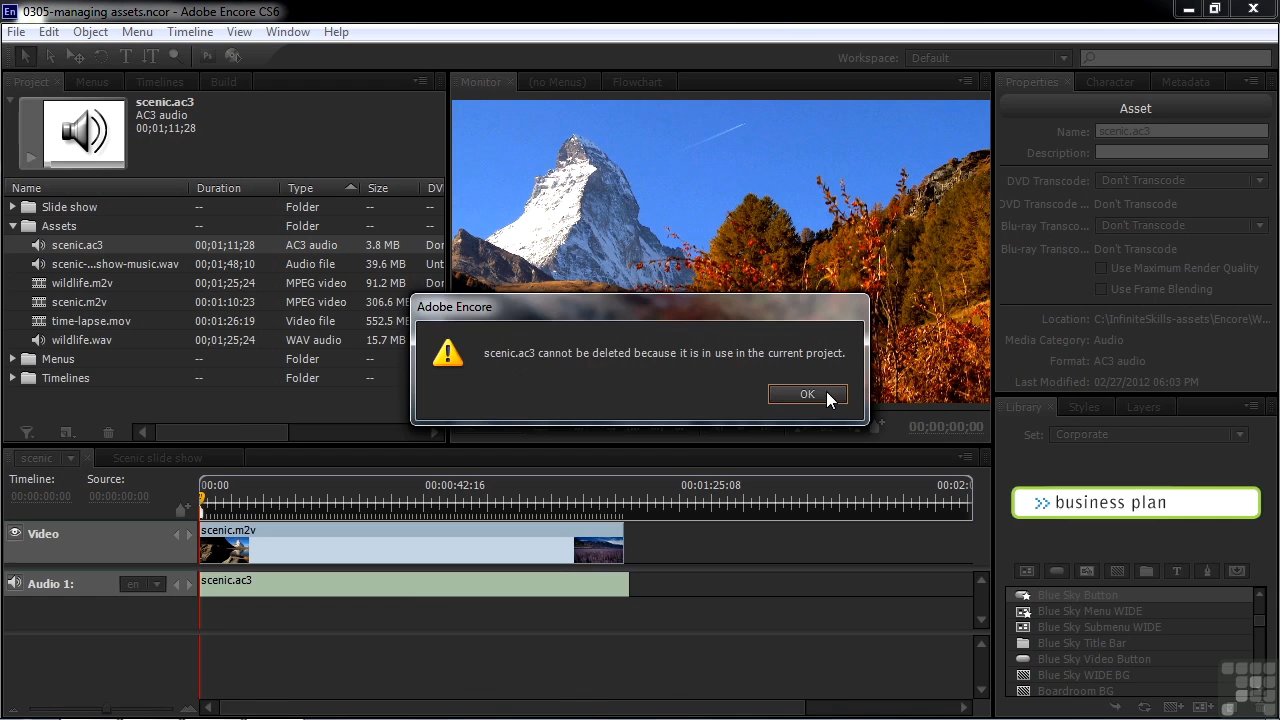 En 0305-managing assets.ncor - Adobe Encore CS6
File Edit Object Menu Timeline View Window Help
Workspace: Default
Project Menus Timelines Build
Monitor (no Menus) Flowchart
Properties Character Metadata
scenic.ac3
AC3 audio
00;01;11;28
Name Duration Type Size DV
Slide show -- Folder --
Assets -- Folder --
scenic.ac3 00;01;11;28 AC3 audio 3.8 MB Dor
scenic-...show-music.wav 00;01;48;10 Audio file 39.6 MB Unt
wildlife.m2v 00;01;25;24 MPEG video 91.2 MB Dor
scenic.m2v 00:01:10:23 MPEG video 306.6 M
time-lapse.mov 00:01:26:19 Video file 552.5 M
wildlife.wav 00;01;25;24 WAV audio 15.7 MB
Menus -- Folder --
Timelines -- Folder --
Asset
Name: scenic.ac3
Description:
DVD Transcode: Don't Transcode
DVD Transcode ... Don't Transcode
Blu-ray Transco... Don't Transcode
Blu-ray Transco... Don't Transcode
Use Maximum Render Quality
Use Frame Blending
Location: C:\InfiniteSkills-assets\Encore\W...
Media Category: Audio
Format: AC3 audio
Last Modified: 02/27/2012 06:03 PM
Adobe Encore
scenic.ac3 cannot be deleted because it is in use in the current project.
OK
00;00;00;00
Library Styles Layers
Set: Corporate
>> business plan
T
Blue Sky Button
Blue Sky Menu WIDE
Blue Sky Submenu WIDE
Blue Sky Title Bar
Blue Sky Video Button
Blue Sky WIDE BG
Boardroom BG
scenic Scenic slide show
Timeline: Source:
00:00:00:00 00:00:00:00
00:00 00:00:42:16 00:01:25:08 00:02:
Video
scenic.m2v
Audio 1: en
scenic.ac3